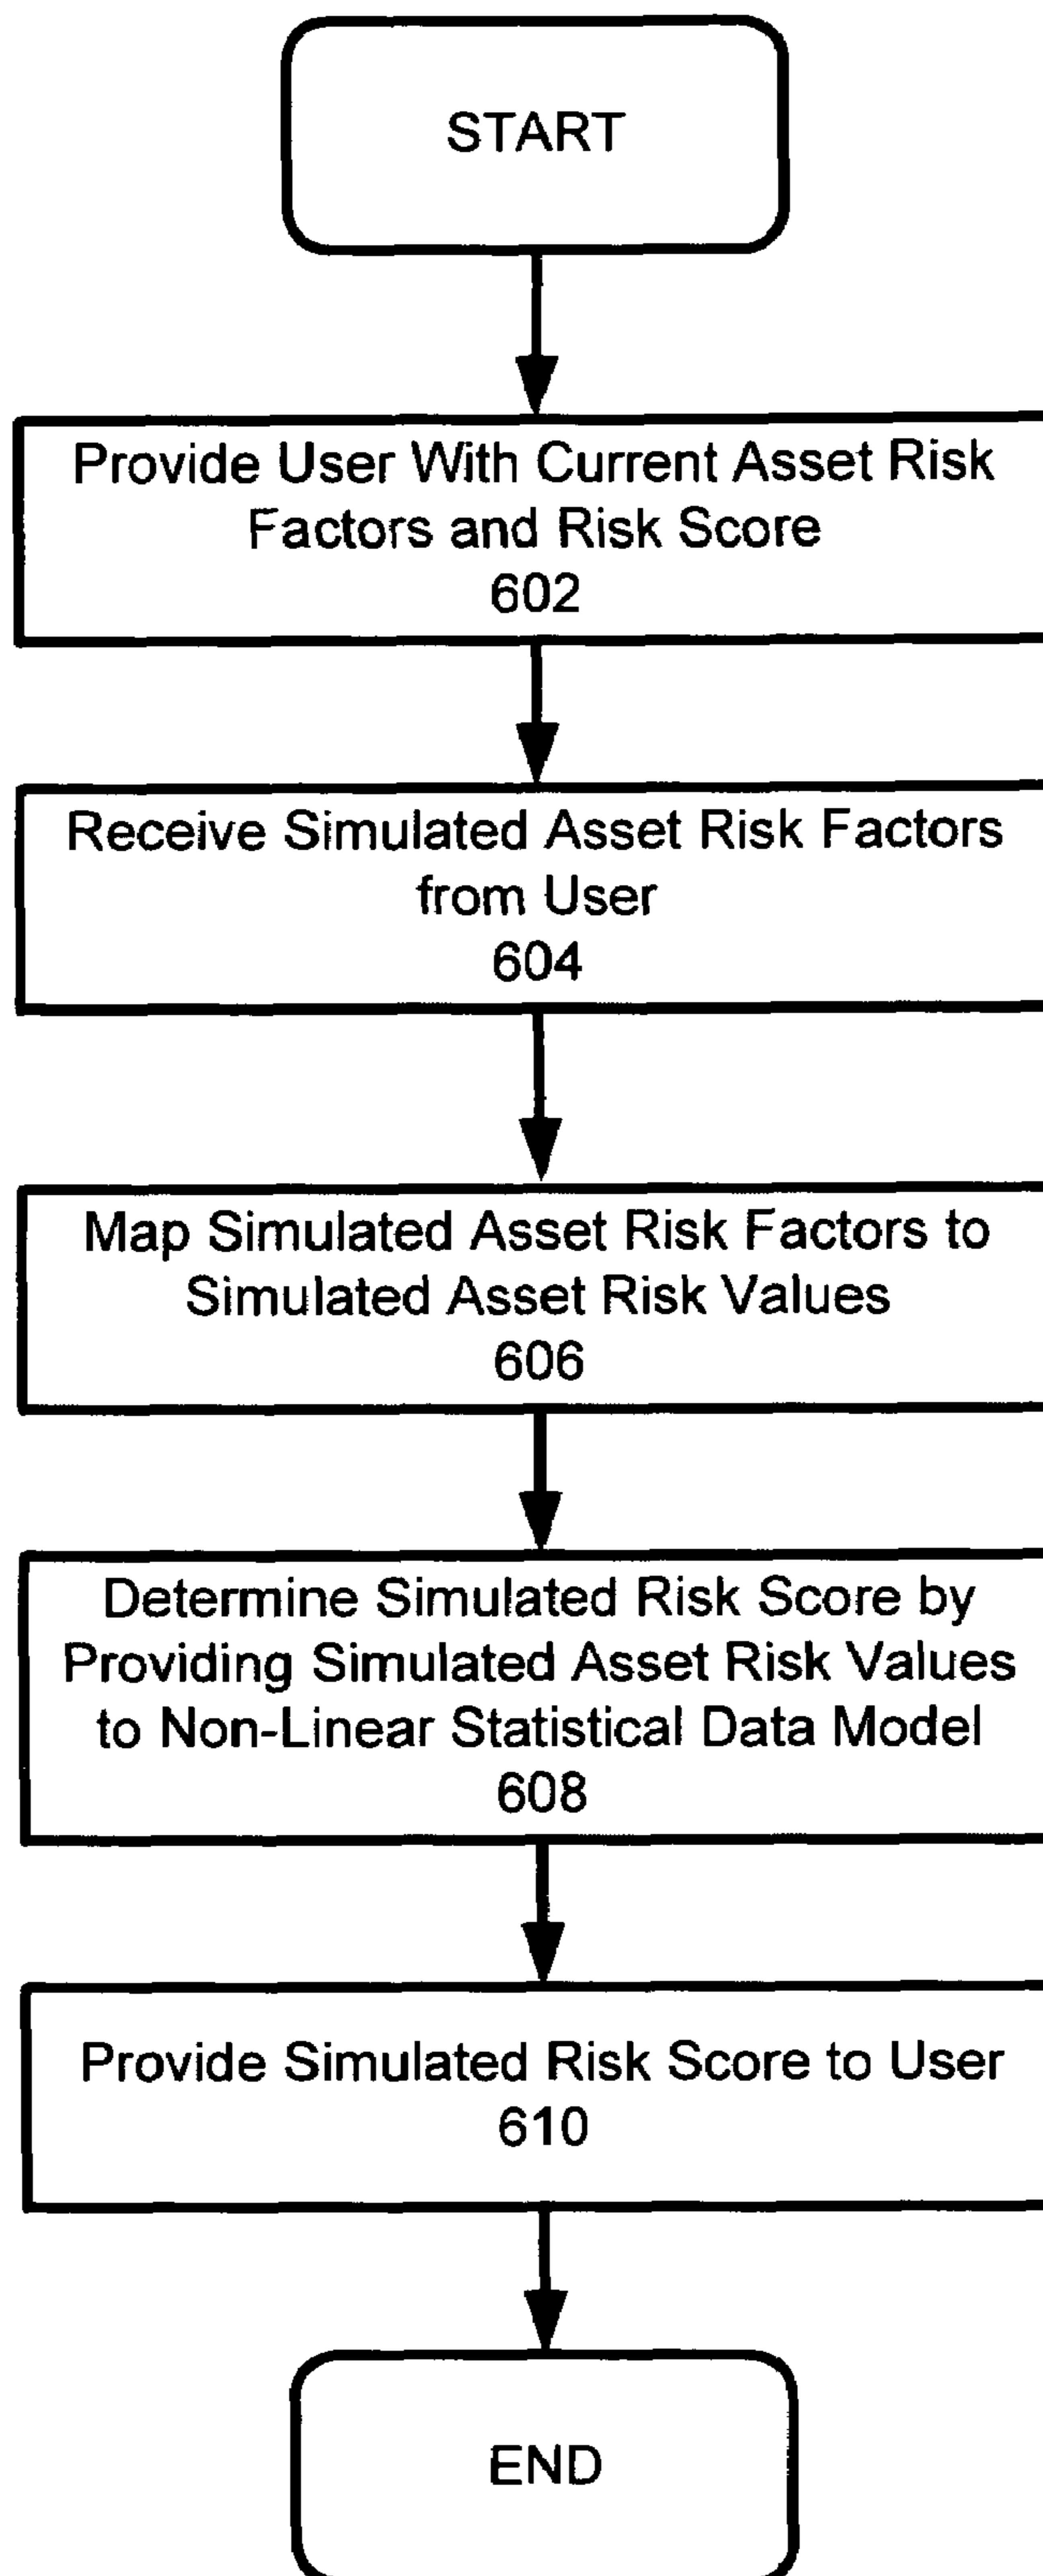 START
Provide User With Current Asset Risk
Factors and Risk Score
602
Receive Simulated Asset Risk Factors
from User
604
Map Simulated Asset Risk Factors to
Simulated Asset Risk Values
606
Determine Simulated Risk Score by
Providing Simulated Asset Risk Values
to Non-Linear Statistical Data Model
608
Provide Simulated Risk Score to User
610
END